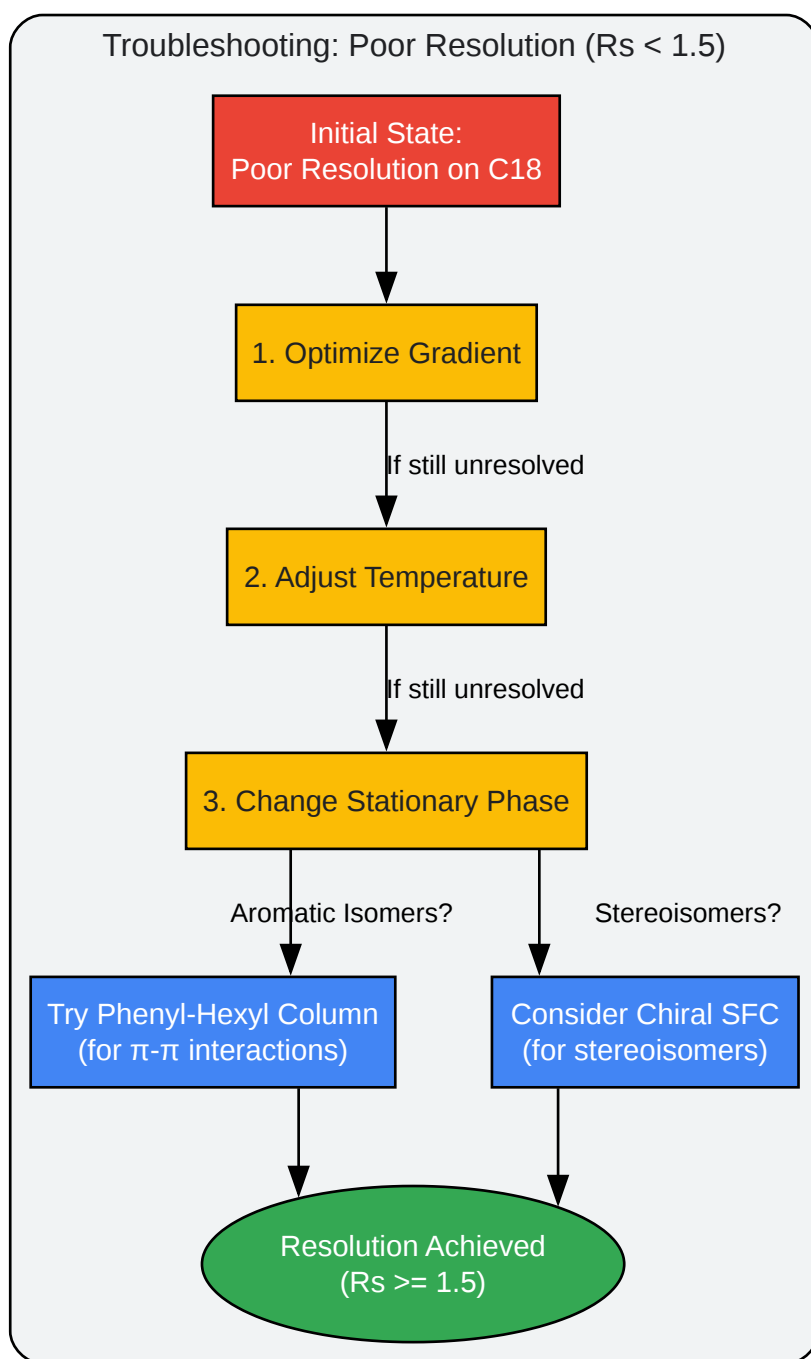 Troubleshooting: Poor Resolution (Rs < 1.5)
Initial State:
Poor Resolution on C18
1. Optimize Gradient
If still unresolved
2. Adjust Temperature
If still unresolved
3. Change Stationary Phase
Aromatic Isomers?
Stereoisomers?
Try Phenyl-Hexyl Column
(for π-π interactions)
Consider Chiral SFC
(for stereoisomers)
Resolution Achieved
(Rs >= 1.5)